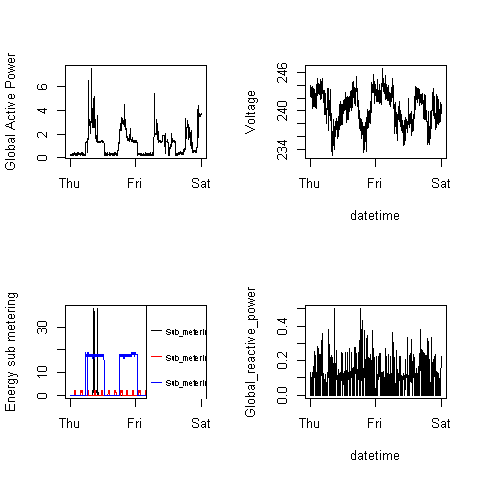 Global Active Power
0 2 4 6
Thu Fri Sat
Voltage
234 240 246
Thu Fri Sat
datetime
Energy sub metering
0 10 30
Sub_meterin
Sub_meterin
Sub_meterin
Thu Fri Sat
Global_reactive_power
0.0 0.2 0.4
Thu Fri Sat
datetime